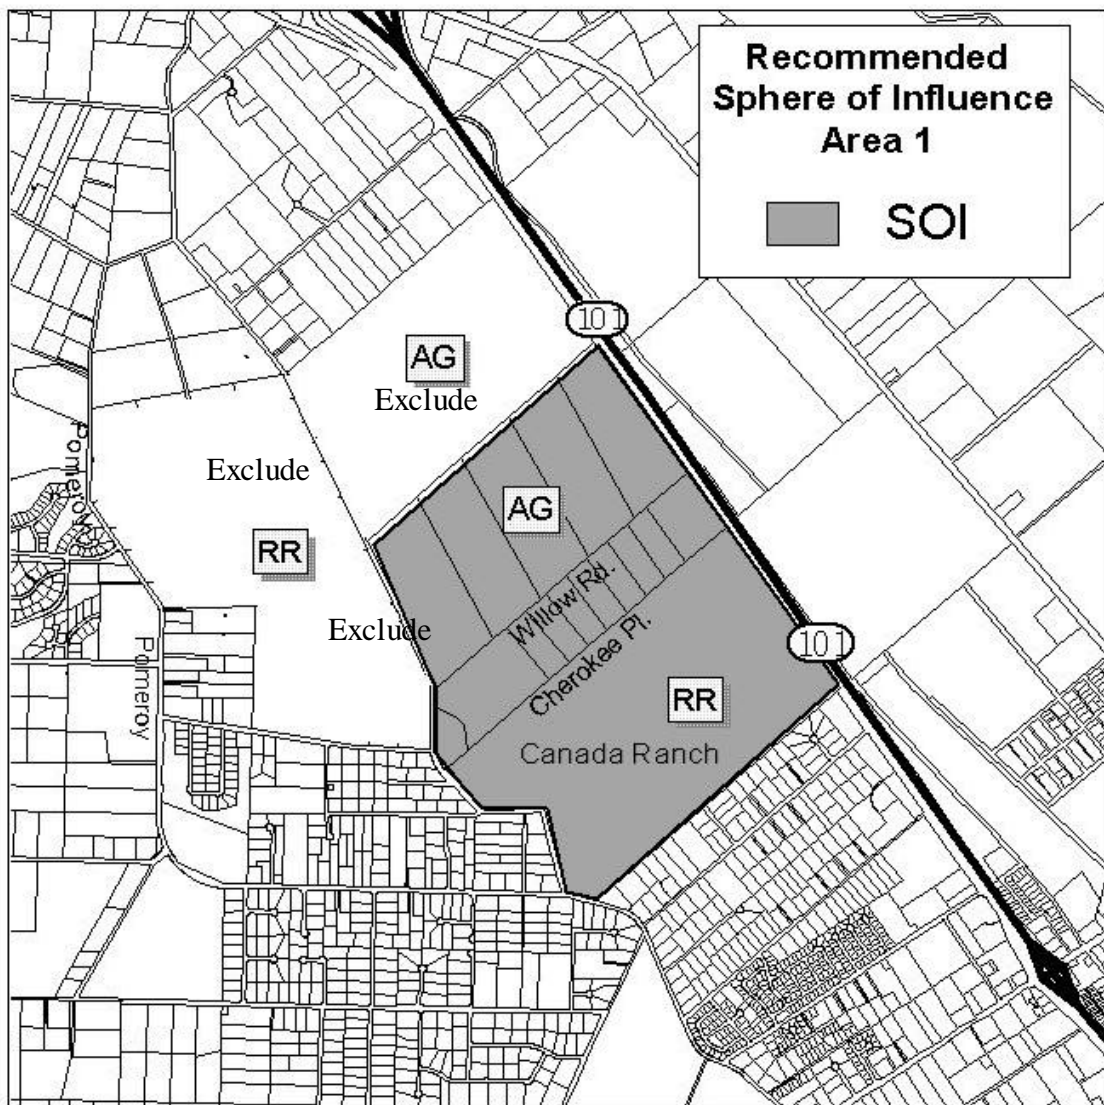 Recommended
Sphere of Influence
Area 1
SOI
101
AG
Exclude
Pomeroy
Exclude
AG
RR
Willow Rd.
Exclude
Cherokee Pl.
101
Pomeroy
RR
Canada Ranch